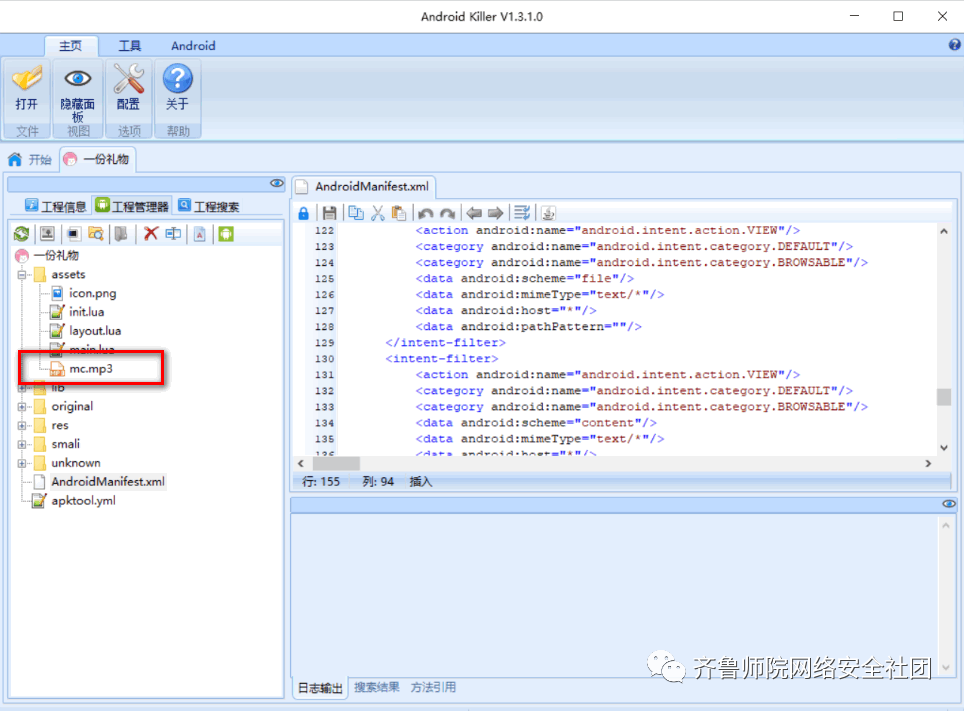 Android Killer V1.3.1.0
主页 工具 Android
打开 隐藏面板 配置 关于
文件 视图 选项 帮助
开始 一份礼物
工程信息 工程管理器 工程搜索
一份礼物
assets
icon.png
init.lua
layout.lua
main.lua
mc.mp3
lib
original
res
smali
unknown
AndroidManifest.xml
apktool.yml
AndroidManifest.xml
122 <action android:name="android.intent.action.VIEW"/>
123 <category android:name="android.intent.category.DEFAULT"/>
124 <category android:name="android.intent.category.BROWSABLE"/>
125 <data android:scheme="file"/>
126 <data android:mimeType="text/*"/>
127 <data android:host="*"/>
128 <data android:pathPattern=""/>
129 </intent-filter>
130 <intent-filter>
131 <action android:name="android.intent.action.VIEW"/>
132 <category android:name="android.intent.category.DEFAULT"/>
133 <category android:name="android.intent.category.BROWSABLE"/>
134 <data android:scheme="content"/>
135 <data android:mimeType="text/*"/>
136 <data android:host="*"/>
行: 155 列: 94 插入
日志输出 搜索结果 方法引用
齐鲁师院网络安全社团